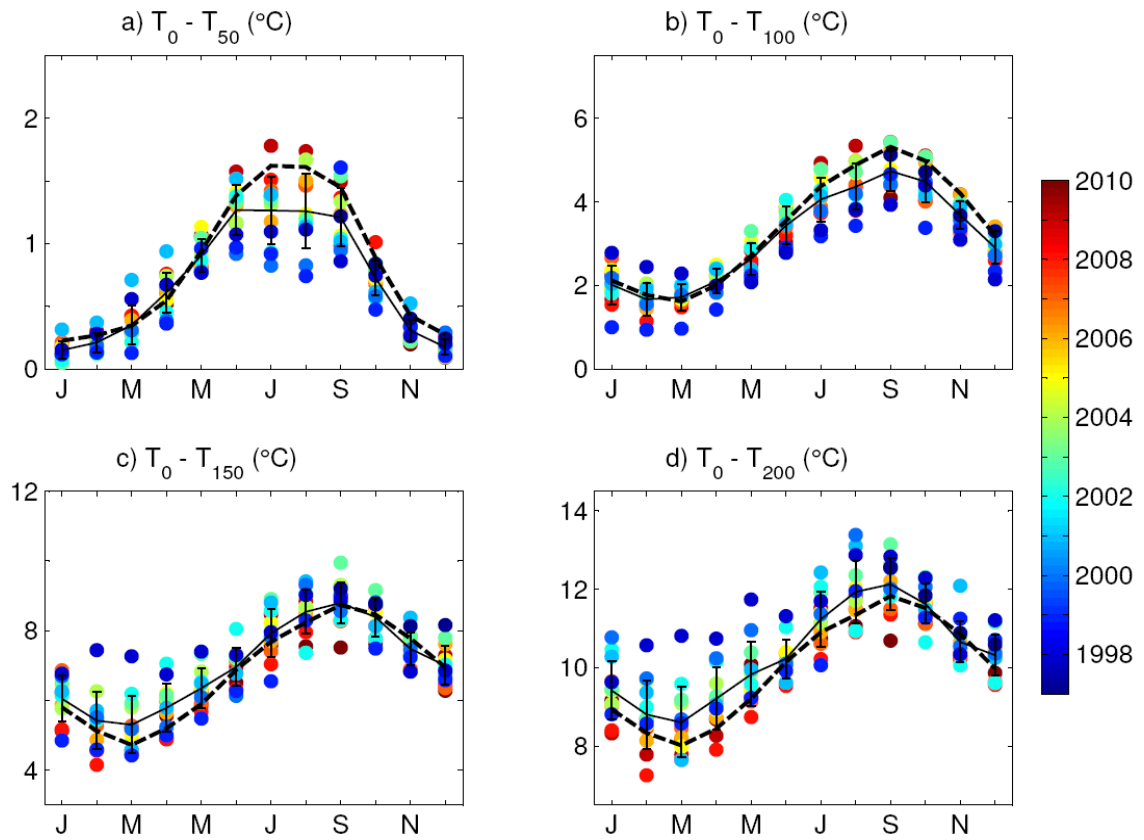 a) T0 - T50 (°C)
b) T0 - T100 (°C)
2
1
0
J M M J S N
6
4
2
0
J M M J S N
c) T0 - T150 (°C)
d) T0 - T200 (°C)
12
8
4
J M M J S N
14
12
10
8
J M M J S N
2010
2008
2006
2004
2002
2000
1998